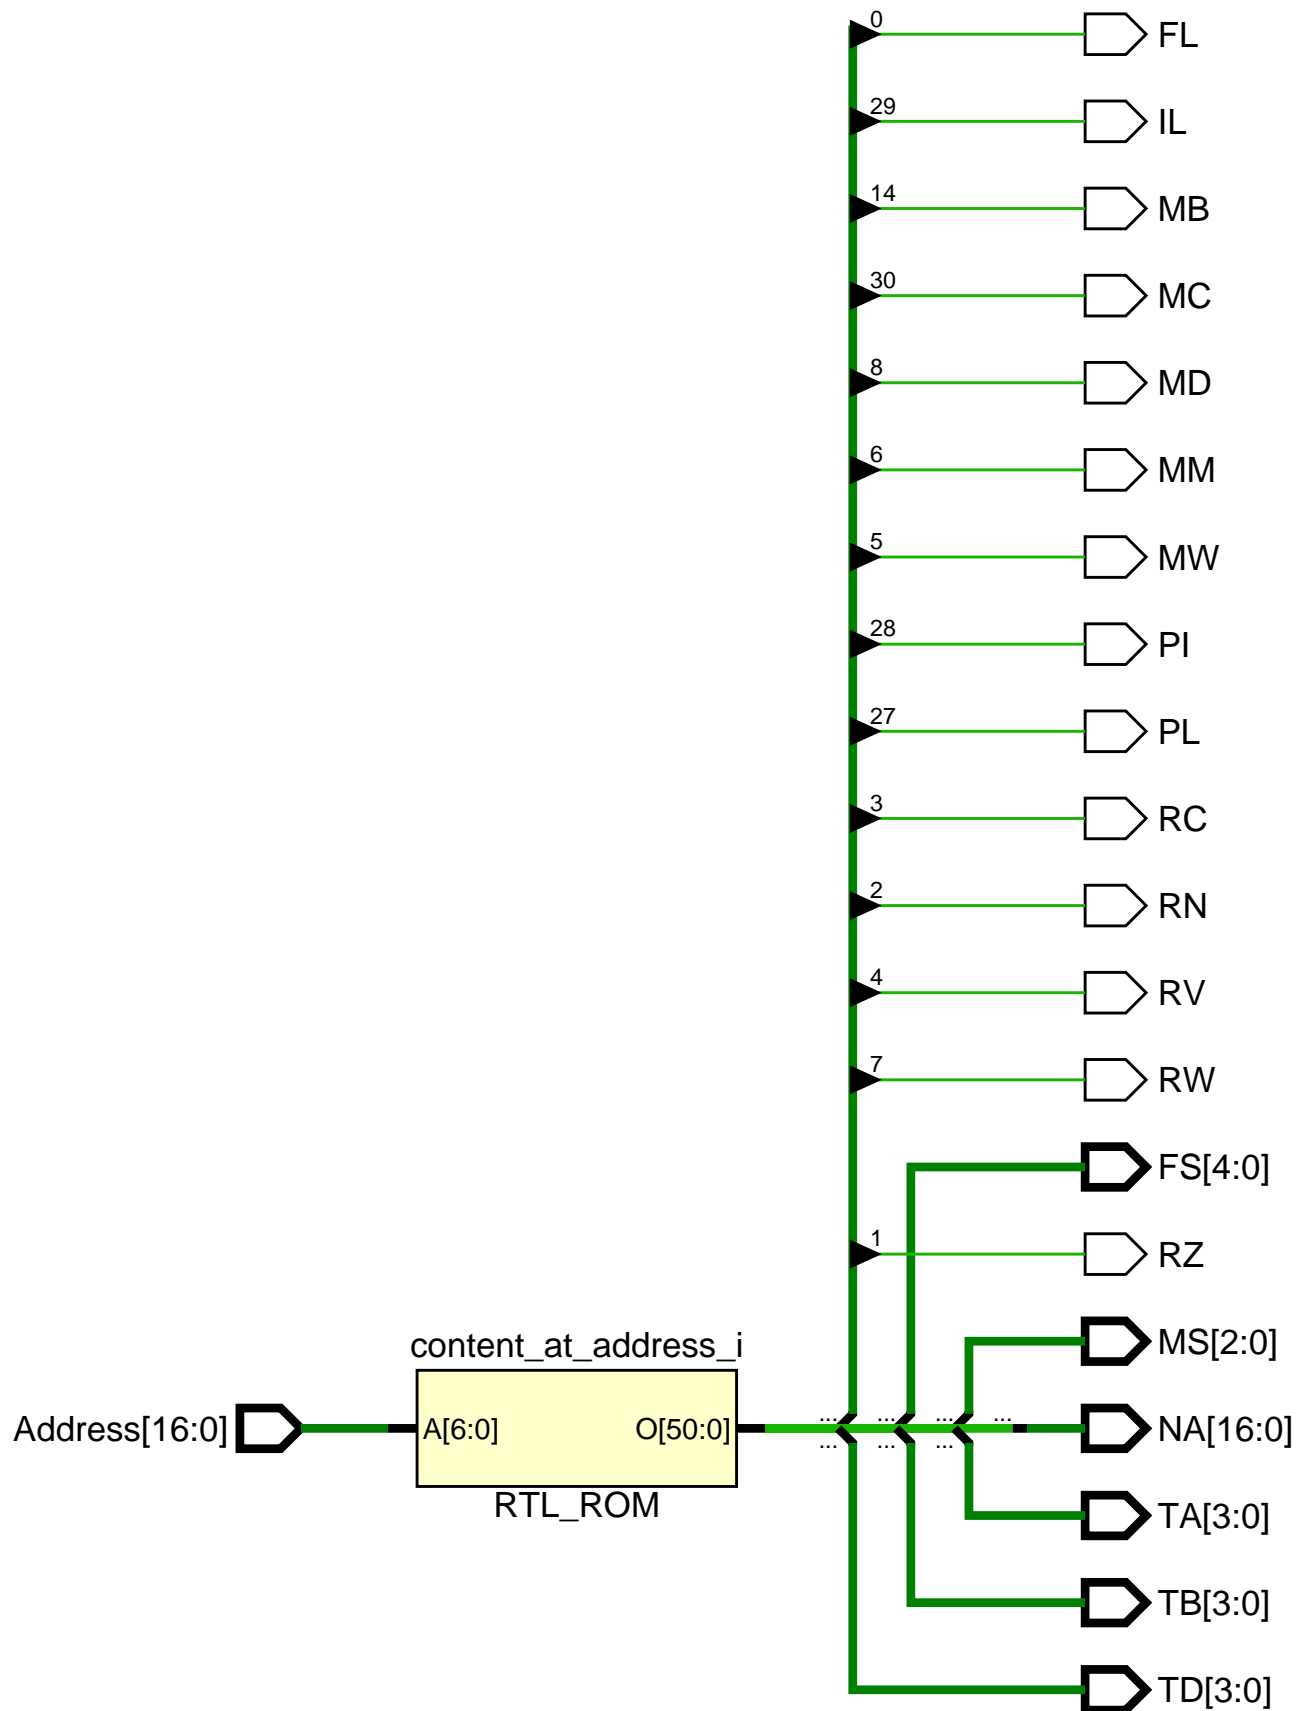 0
FL
29
IL
14
MB
30
MC
8
MD
6
MM
5
MW
28
PI
27
PL
3
RC
2
RN
4
RV
7
RW
FS[4:0]
1
RZ
content_at_address_i
MS[2:0]
Address[16:0]
A[6:0]
O[50:0]
... ... ... ...
... ... ...
NA[16:0]
RTL_ROM
TA[3:0]
TB[3:0]
TD[3:0]